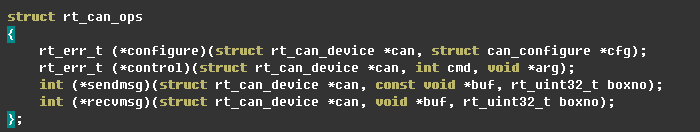 struct rt_can_ops
{
    rt_err_t (*configure)(struct rt_can_device *can, struct can_configure *cfg);
    rt_err_t (*control)(struct rt_can_device *can, int cmd, void *arg);
    int (*sendmsg)(struct rt_can_device *can, const void *buf, rt_uint32_t boxno);
    int (*recvmsg)(struct rt_can_device *can, void *buf, rt_uint32_t boxno);
};